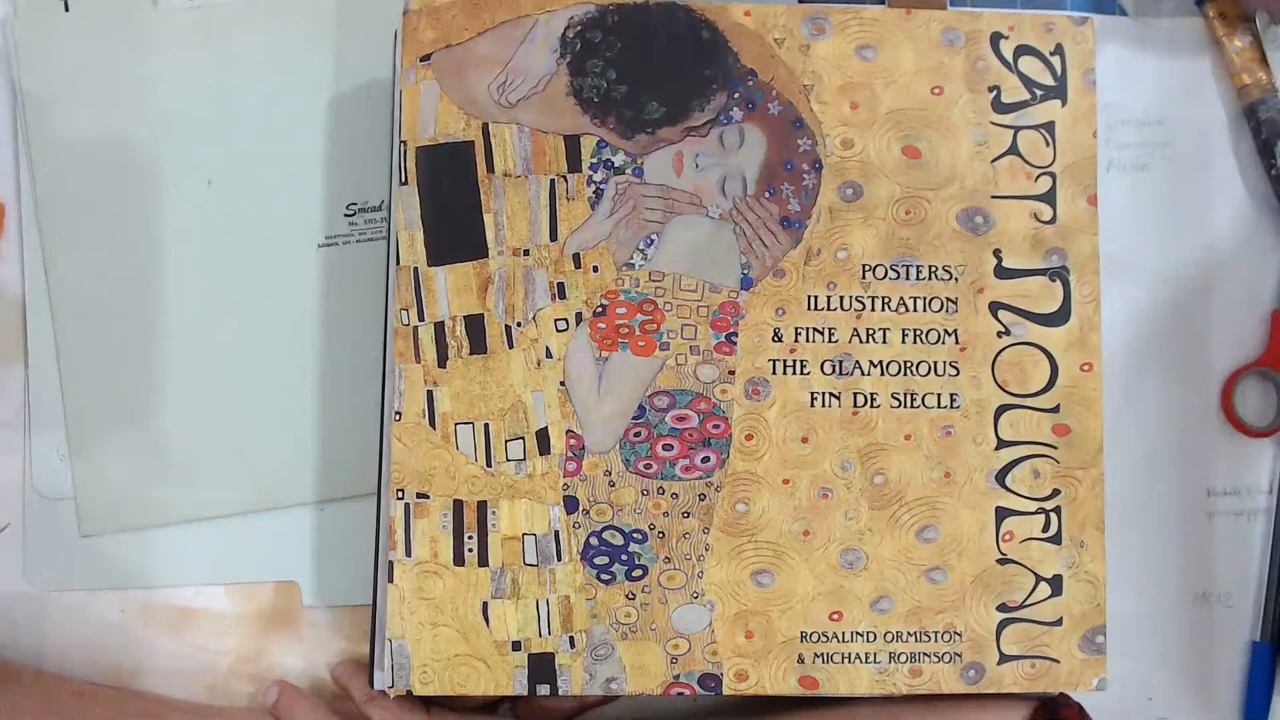 ART NOUVEAU
POSTERS,
ILLUSTRATION
& FINE ART FROM
THE GLAMOROUS
FIN DE SIÈCLE
ROSALIND ORMISTON
& MICHAEL ROBINSON
Smead